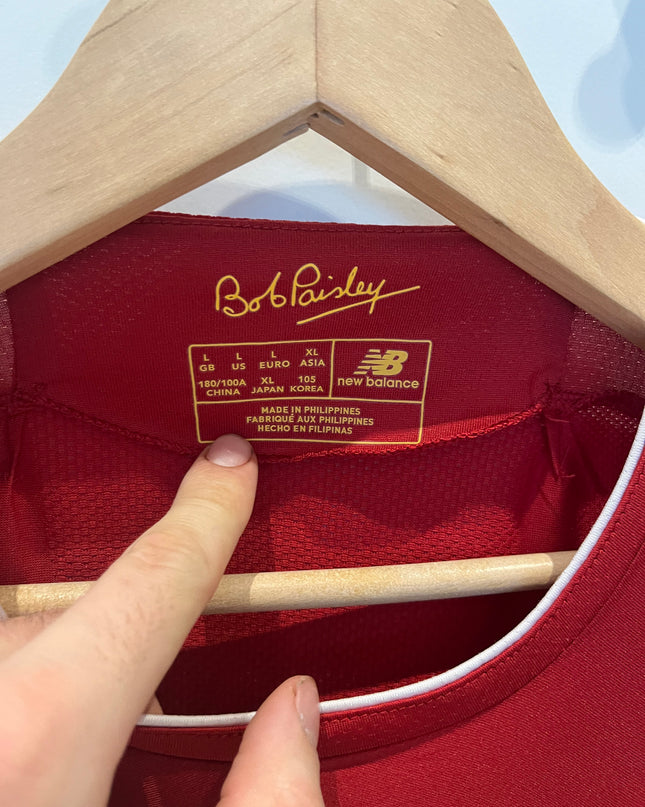 Bob Paisley
L L L XL
GB US EURO ASIA
180/100A XL 105
CHINA JAPAN KOREA
NB
new balance
MADE IN PHILIPPINES
FABRIQUÉ AUX PHILIPPINES
HECHO EN FILIPINAS